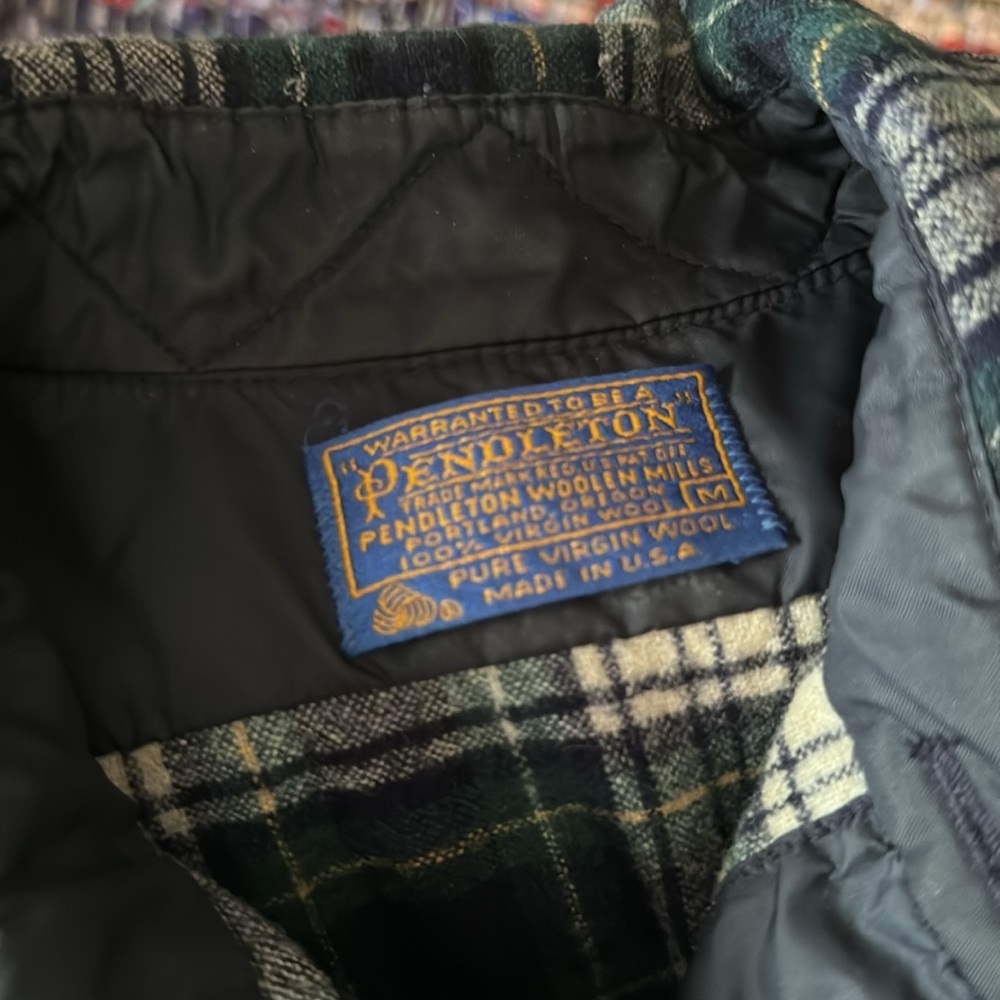 WARRANTED TO BE A
"PENDLETON"
TRADE MARK REG. U.S. PAT. OFF.
PENDLETON WOOLEN MILLS
PORTLAND, OREGON
100% VIRGIN WOOL
M
PURE VIRGIN WOOL
MADE IN U.S.A.